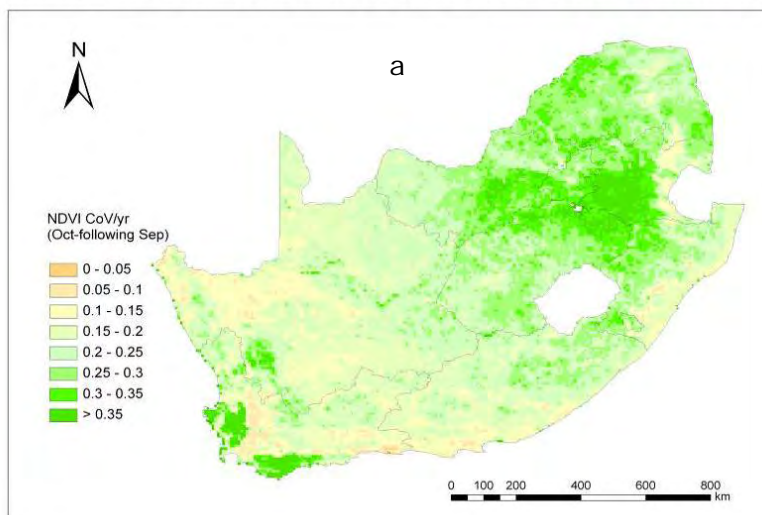 N
a
NDVI CoV/yr
(Oct-following Sep)
0 - 0.05
0.05 - 0.1
0.1 - 0.15
0.15 - 0.2
0.2 - 0.25
0.25 - 0.3
0.3 - 0.35
> 0.35
0 100 200 400 600 800
km